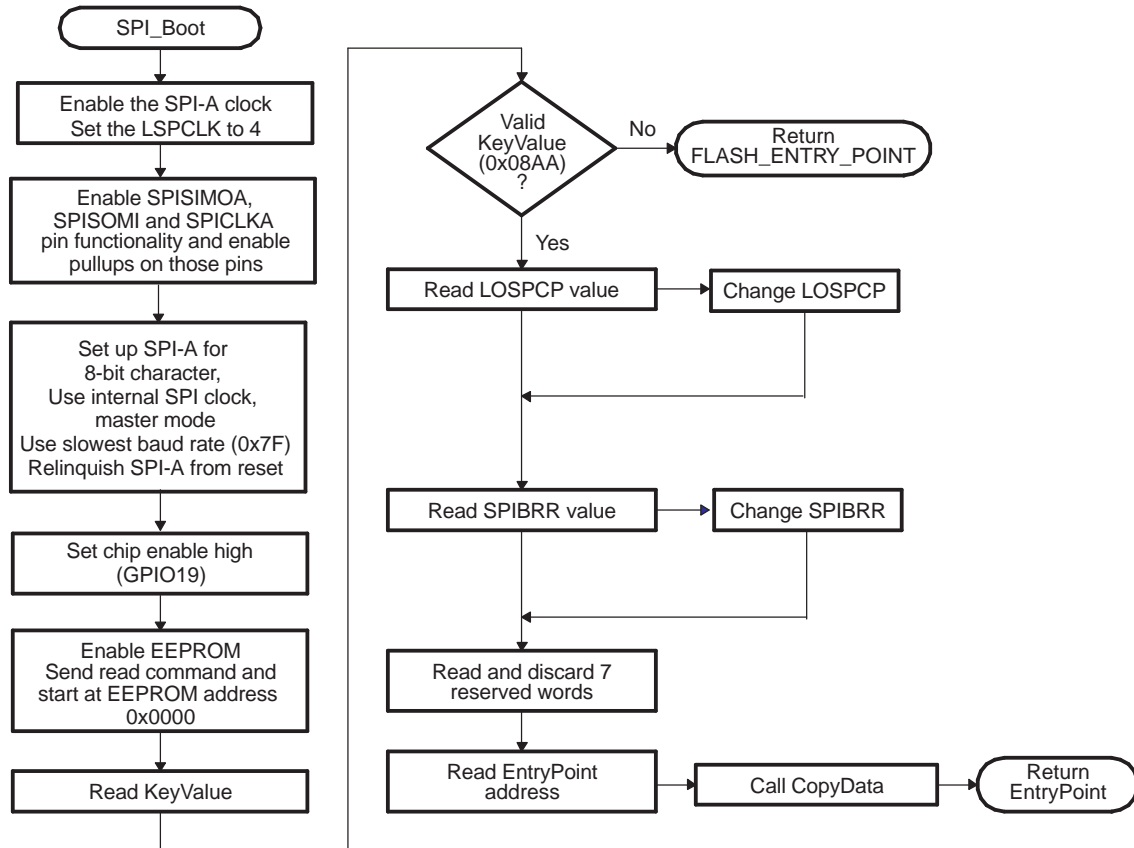 SPI_Boot
Enable the SPI-A clock
Set the LSPCLK to 4
Enable SPISIMOA,
SPISOMI and SPICLKA
pin functionality and enable
pullups on those pins
Set up SPI-A for
8-bit character,
Use internal SPI clock,
master mode
Use slowest baud rate (0x7F)
Relinquish SPI-A from reset
Set chip enable high
(GPIO19)
Enable EEPROM
Send read command and
start at EEPROM address
0x0000
Read KeyValue
Valid
KeyValue
(0x08AA)
?
No
Return
FLASH_ENTRY_POINT
Yes
Read LOSPCP value
Change LOSPCP
Read SPIBRR value
Change SPIBRR
Read and discard 7
reserved words
Read EntryPoint
address
Call CopyData
Return
EntryPoint